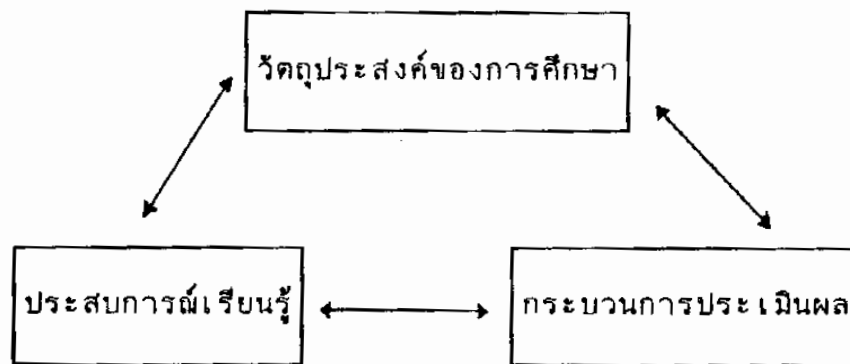 วัตถุประสงค์ของการศึกษา
ประสบการณ์เรียนรู้
กระบวนการประเมินผล